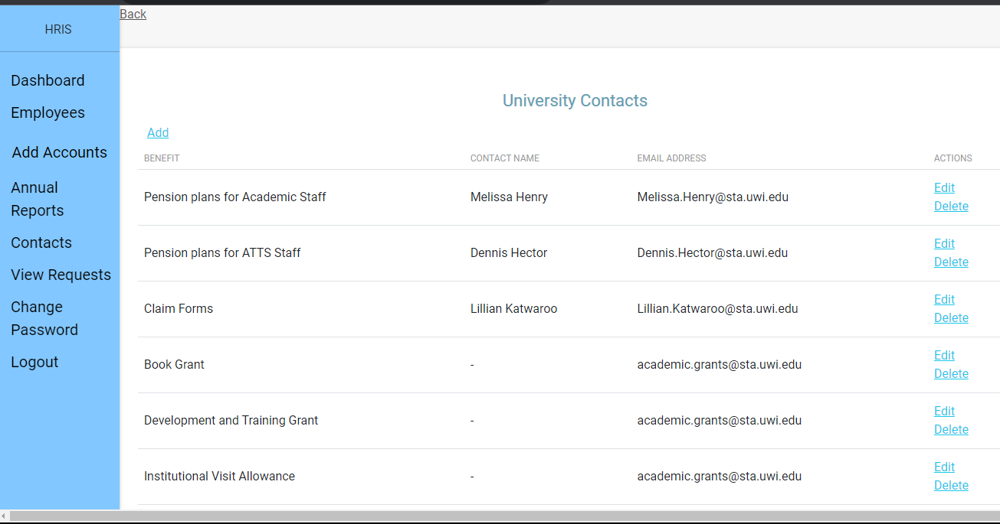 Back
HRIS
Dashboard
Employees
Add Accounts
Annual
Reports
Contacts
View Requests
Change
Password
Logout
University Contacts
Add
BENEFIT CONTACT NAME EMAIL ADDRESS ACTIONS
Pension plans for Academic Staff Melissa Henry Melissa.Henry@sta.uwi.edu Edit
Delete
Pension plans for ATTS Staff Dennis Hector Dennis.Hector@sta.uwi.edu Edit
Delete
Claim Forms Lillian Katwaroo Lillian.Katwaroo@sta.uwi.edu Edit
Delete
Book Grant - academic.grants@sta.uwi.edu Edit
Delete
Development and Training Grant - academic.grants@sta.uwi.edu Edit
Delete
Institutional Visit Allowance - academic.grants@sta.uwi.edu Edit
Delete